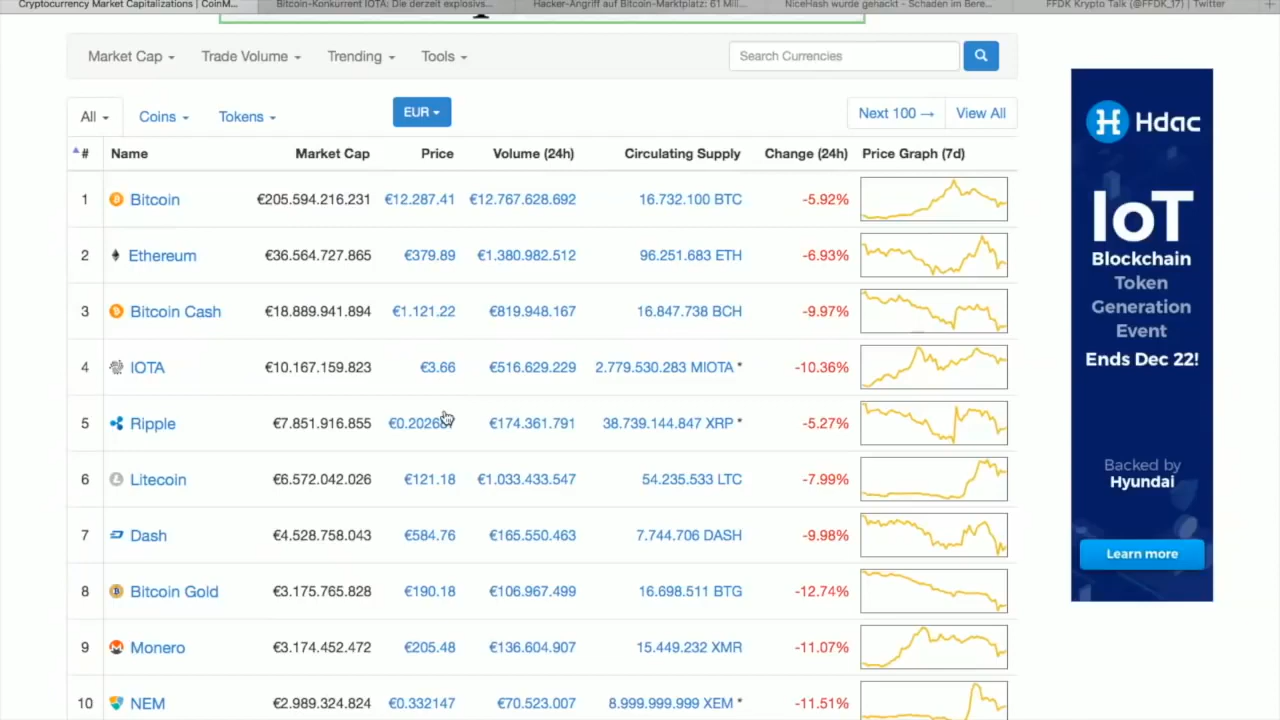 Cryptocurrency Market Capitalizations | CoinM... Bitcoin-Konkurrent IOTA: Die derzeit explosivs... Hacker-Angriff auf Bitcoin-Marktplatz: 61 Mill... NiceHash wurde gehackt - Schaden im Bere... FFDK Krypto Talk (@FFDK_17) | Twitter
Market Cap Trade Volume Trending Tools Search Currencies
All Coins Tokens EUR Next 100 → View All
# Name Market Cap Price Volume (24h) Circulating Supply Change (24h) Price Graph (7d)
1 Bitcoin €205.594.216.231 €12.287.41 €12.767.628.692 16.732.100 BTC -5.92%
2 Ethereum €36.564.727.865 €379.89 €1.380.982.512 96.251.683 ETH -6.93%
3 Bitcoin Cash €18.889.941.894 €1.121.22 €819.948.167 16.847.738 BCH -9.97%
4 IOTA €10.167.159.823 €3.66 €516.629.229 2.779.530.283 MIOTA * -10.36%
5 Ripple €7.851.916.855 €174.361.791 38.739.144.847 XRP * -5.27%
6 Litecoin €6.572.042.026 €121.18 €1.033.433.547 54.235.533 LTC -7.99%
7 Dash €4.528.758.043 €584.76 €165.550.463 7.744.706 DASH -9.98%
8 Bitcoin Gold €3.175.765.828 €190.18 €106.967.499 16.698.511 BTG -12.74%
9 Monero €3.174.452.472 €205.48 €136.604.907 15.449.232 XMR -11.07%
10 NEM €2.989.324.824 €0.332147 €70.523.007 8.999.999.999 XEM * -11.51%
Hdac
IoT
Blockchain
Token
Generation
Event
Ends Dec 22!
Backed by
Hyundai
Learn more